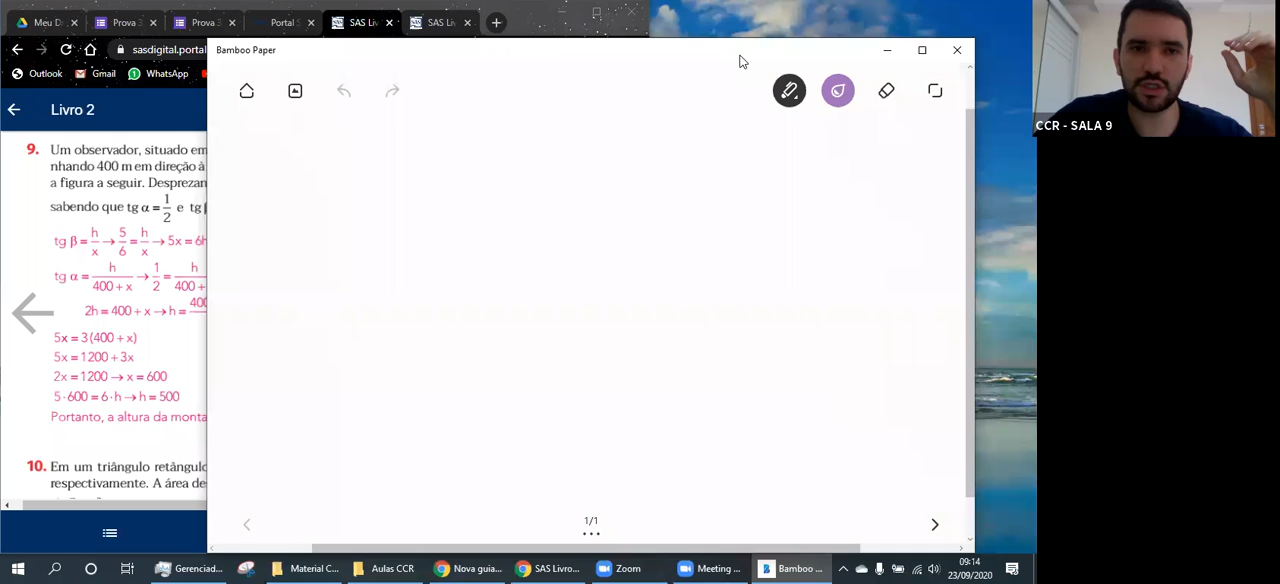 Meu D
Prova 3
Prova 3
Portal S
SAS Liv
SAS Liv
sasdigital.portal
Outlook
Gmail
WhatsApp
Bamboo Paper
Livro 2
CCR - SALA 9
9. Um observador, situado em
nhando 400 m em direção à
a figura a seguir. Desprezan
sabendo que tg α = 1/2 e tg β
tg β = h/x → 5/6 = h/x → 5x = 6h
tg α = h/(400 + x) → 1/2 = h/(400 +
2h = 400 + x → h = 400
5x = 3(400 + x)
5x = 1200 + 3x
2x = 1200 → x = 600
5·600 = 6·h → h = 500
Portanto, a altura da monta
10. Em um triângulo retângulo
respectivamente. A área de
1/1
Gerenciad...
Material C...
Aulas CCR
Nova guia...
SAS Livro...
Zoom
Meeting ...
Bamboo ...
09:14
23/09/2020